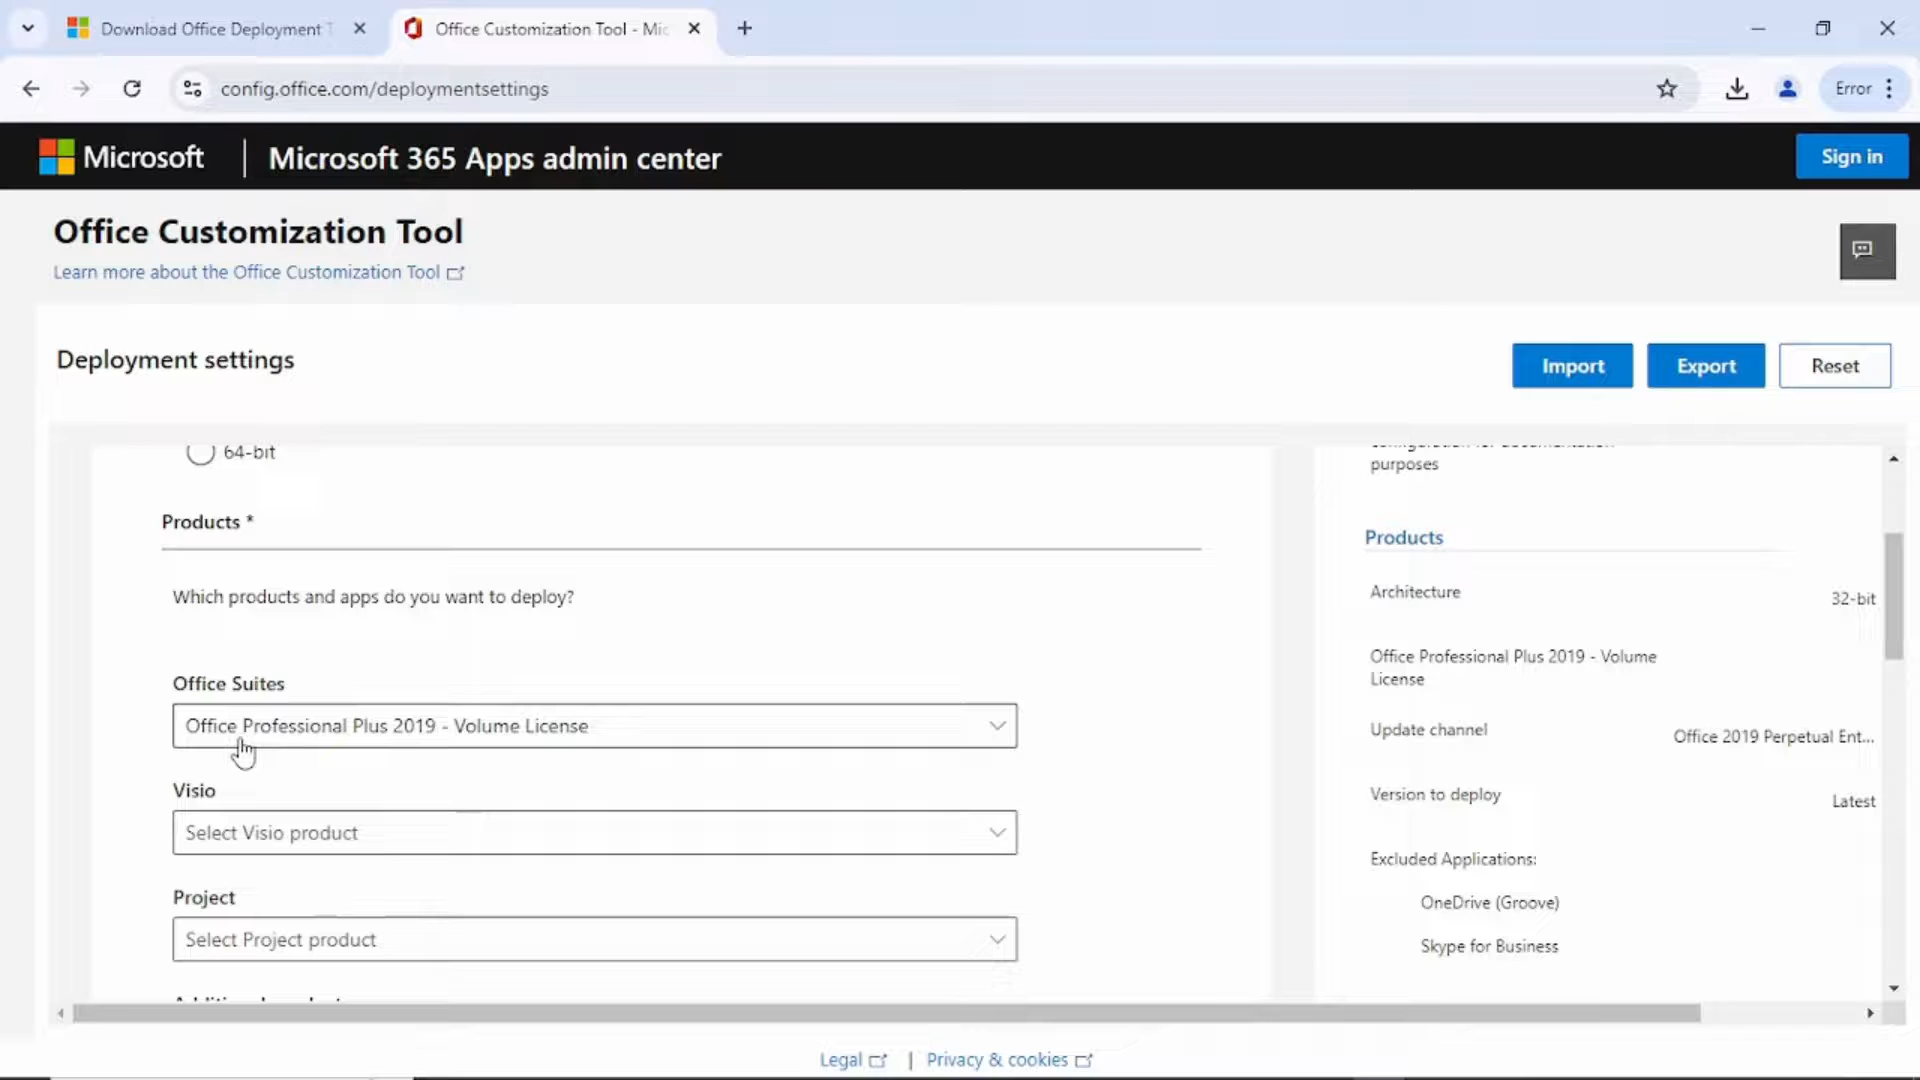 Download Office Deployment T
Office Customization Tool - Mic
config.office.com/deploymentsettings
Error
Microsoft
Microsoft 365 Apps admin center
Sign in
Office Customization Tool
Learn more about the Office Customization Tool
Deployment settings
Import
Export
Reset
64-bit
Products *
Which products and apps do you want to deploy?
Office Suites
Office Professional Plus 2019 - Volume License
Visio
Select Visio product
Project
Select Project product
purposes
Products
Architecture
32-bit
Office Professional Plus 2019 - Volume
License
Update channel
Office 2019 Perpetual Ent...
Version to deploy
Latest
Excluded Applications:
OneDrive (Groove)
Skype for Business
Legal | Privacy & cookies